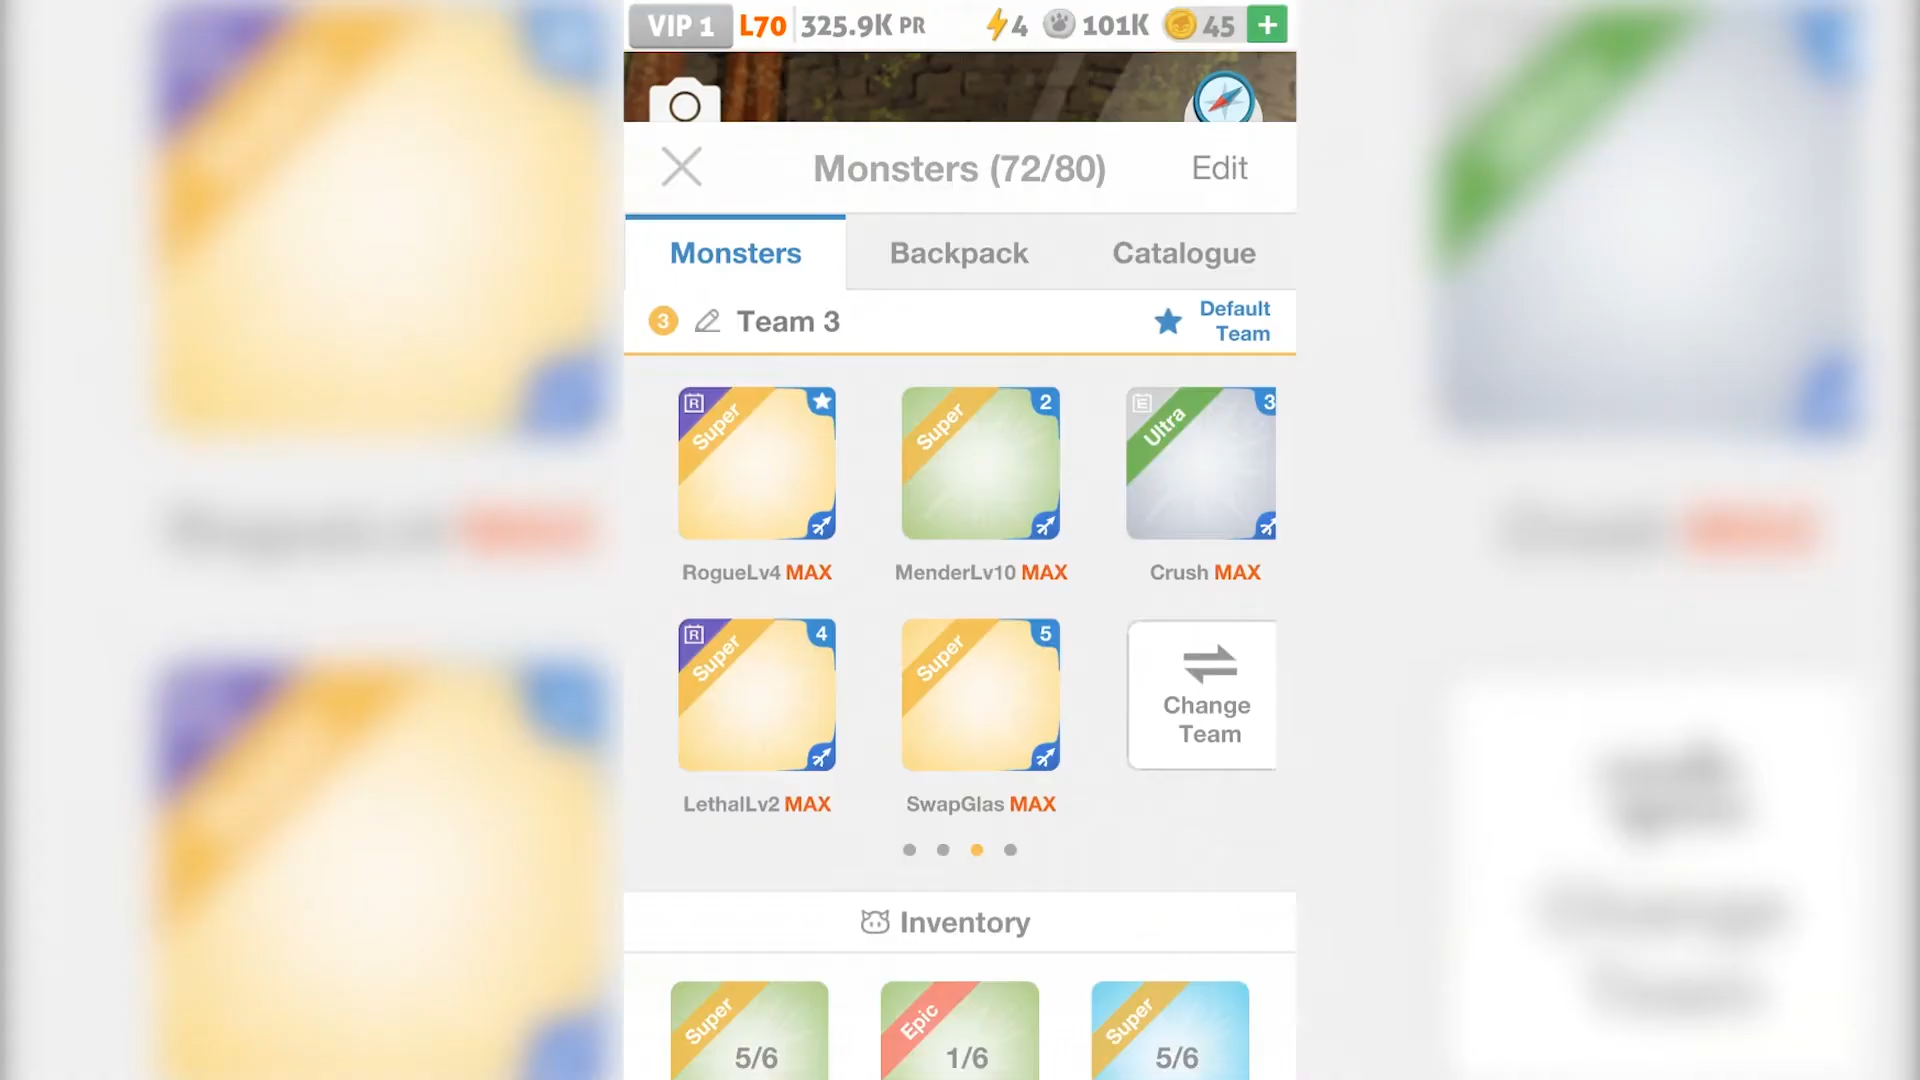 VIP 1 L70 325.9K PR 4 101K 45 +
Monsters (72/80) Edit
Monsters Backpack Catalogue
3 Team 3 Default
Team
R Super 2 Super E Ultra 3
RogueLv4 MAX MenderLv10 MAX Crush MAX
R Super 4 Super 5
Change
Team
LethalLv2 MAX SwapGlas MAX
Inventory
Super Epic Super
5/6 1/6 5/6